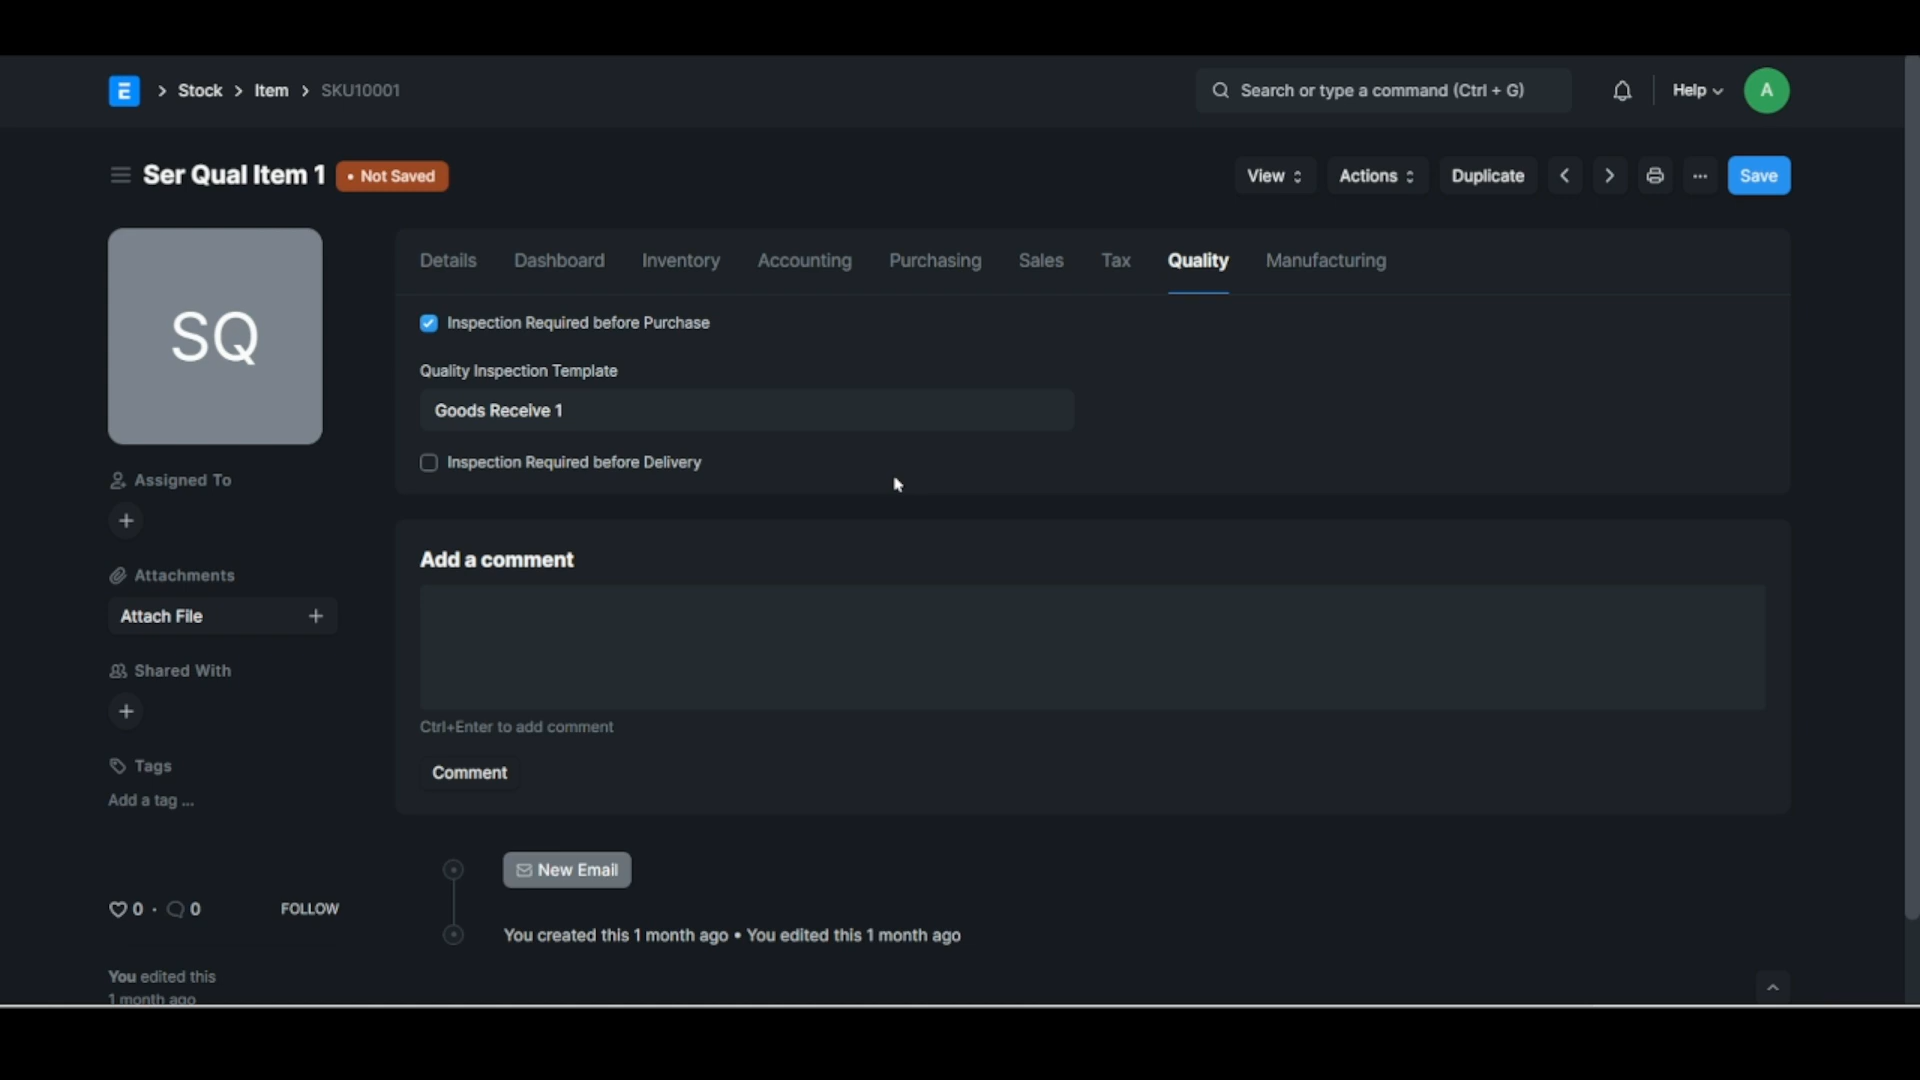 E > Stock > Item > SKU10001
Search or type a command (Ctrl + G)
Help
A
Ser Qual Item 1
• Not Saved
View
Actions
Duplicate
Save
SQ
Details Dashboard Inventory Accounting Purchasing Sales Tax Quality Manufacturing
Inspection Required before Purchase
Quality Inspection Template
Goods Receive 1
Inspection Required before Delivery
Assigned To
Attachments
Attach File
Shared With
Tags
Add a tag ...
Add a comment
Ctrl+Enter to add comment
Comment
New Email
0 · 0 FOLLOW
You created this 1 month ago • You edited this 1 month ago
You edited this
1 month ago